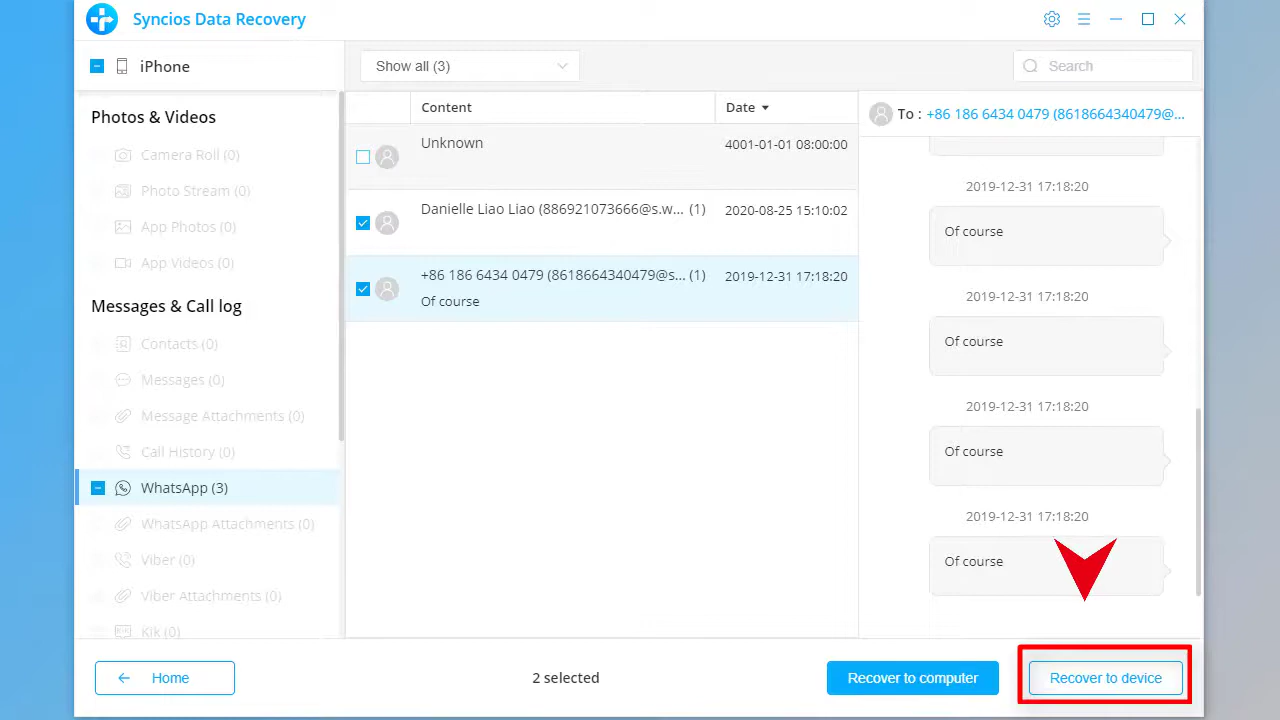 Syncios Data Recovery
iPhone
Show all (3)
Search
Photos & Videos
Camera Roll (0)
Photo Stream (0)
App Photos (0)
App Videos (0)
Messages & Call log
Contacts (0)
Messages (0)
Message Attachments (0)
Call History (0)
WhatsApp (3)
WhatsApp Attachments (0)
Viber (0)
Viber Attachments (0)
Kik (0)
Content
Date
Unknown
4001-01-01 08:00:00
Danielle Liao Liao (886921073666@s.w... (1)
2020-08-25 15:10:02
+86 186 6434 0479 (8618664340479@s... (1)
2019-12-31 17:18:20
Of course
To : +86 186 6434 0479 (8618664340479@...
2019-12-31 17:18:20
Of course
2019-12-31 17:18:20
Of course
2019-12-31 17:18:20
Of course
2019-12-31 17:18:20
Of course
Home
2 selected
Recover to computer
Recover to device